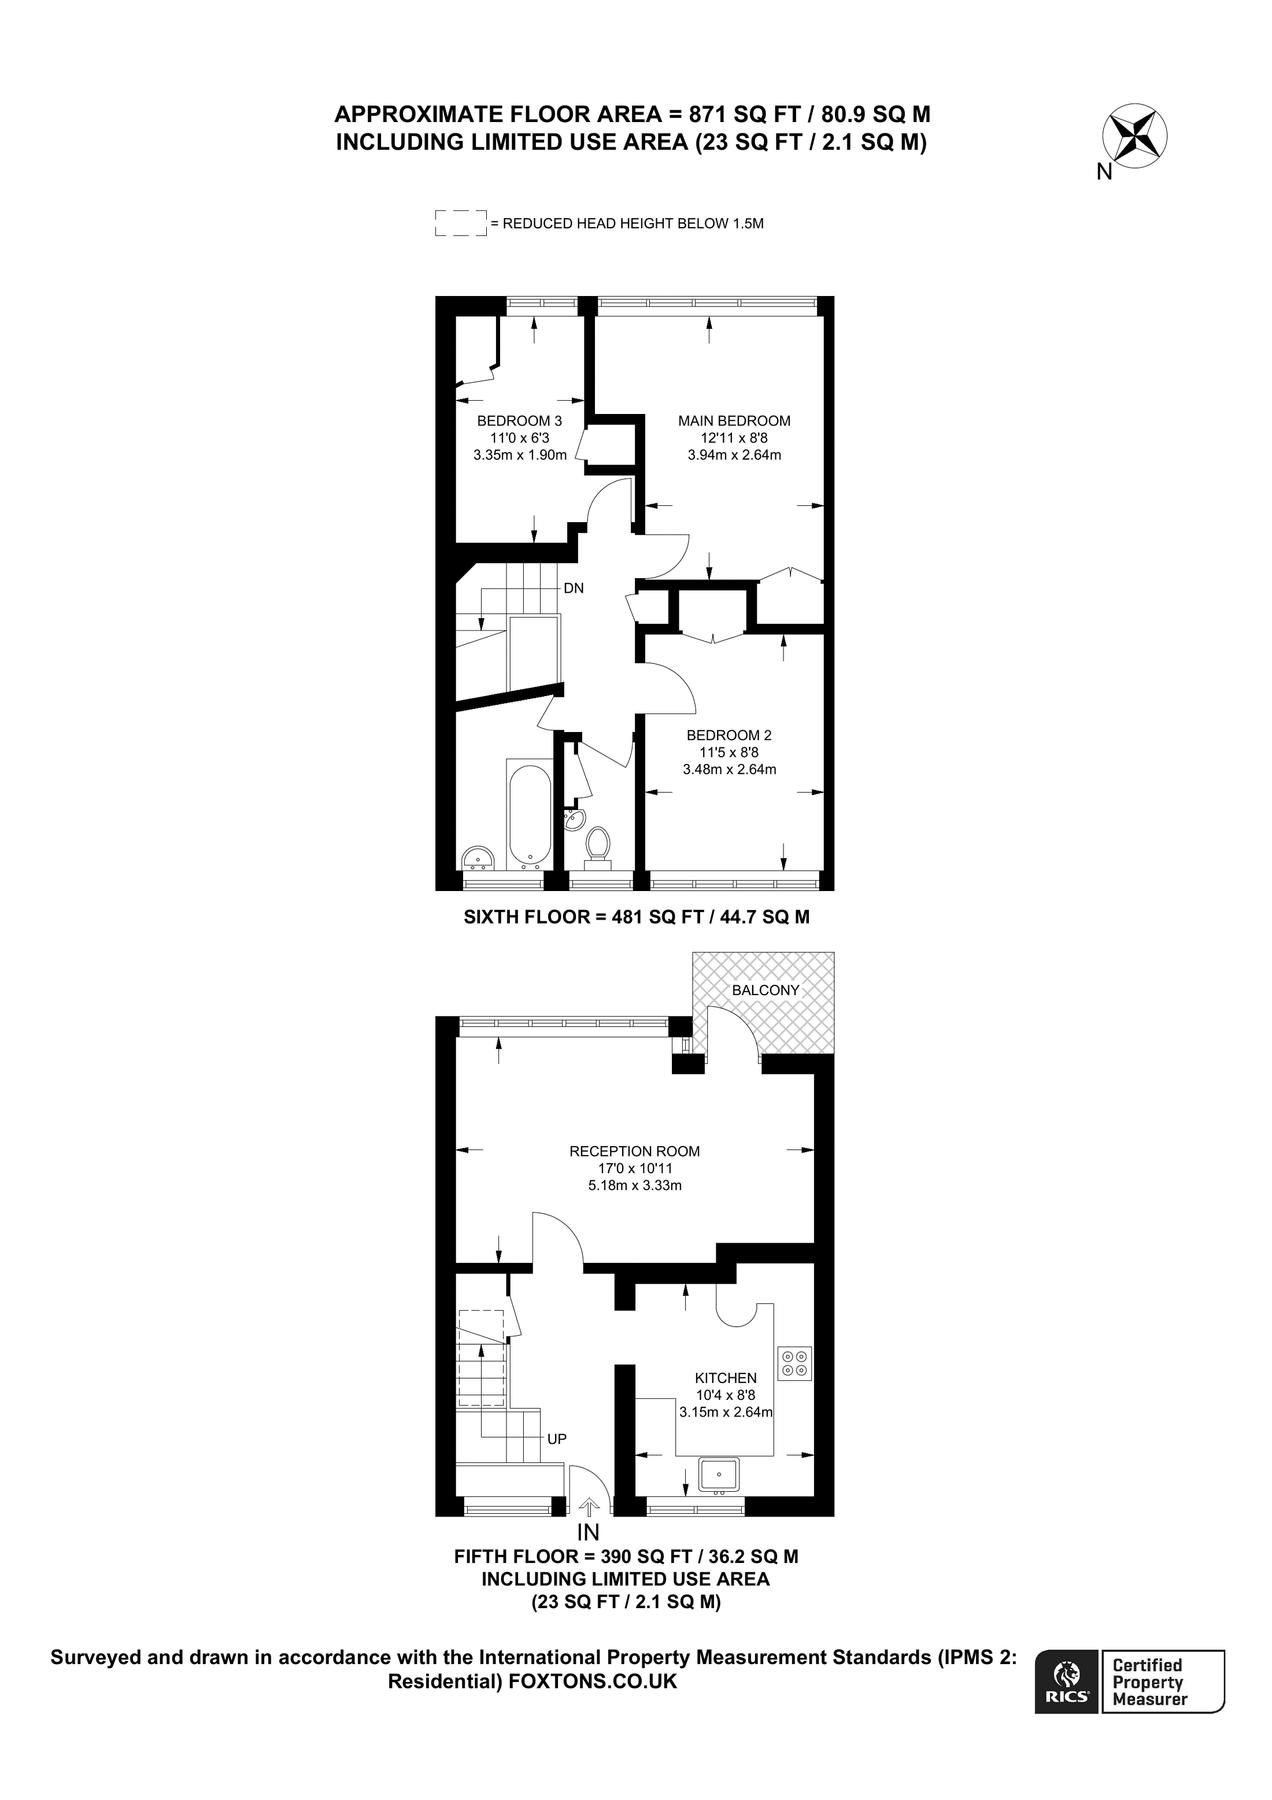 APPROXIMATE FLOOR AREA = 871 SQ FT / 80.9 SQ M
INCLUDING LIMITED USE AREA (23 SQ FT / 2.1 SQ M)
N
= REDUCED HEAD HEIGHT BELOW 1.5M
BEDROOM 3
11'0 x 6'3
3.35m x 1.90m
MAIN BEDROOM
12'11 x 8'8
3.94m x 2.64m
DN
BEDROOM 2
11'5 x 8'8
3.48m x 2.64m
SIXTH FLOOR = 481 SQ FT / 44.7 SQ M
BALCONY
RECEPTION ROOM
17'0 x 10'11
5.18m x 3.33m
KITCHEN
10'4 x 8'8
3.15m x 2.64m
UP
IN
FIFTH FLOOR = 390 SQ FT / 36.2 SQ M
INCLUDING LIMITED USE AREA
(23 SQ FT / 2.1 SQ M)
Surveyed and drawn in accordance with the International Property Measurement Standards (IPMS 2:
Residential) FOXTONS.CO.UK
RICS
Certified
Property
Measurer